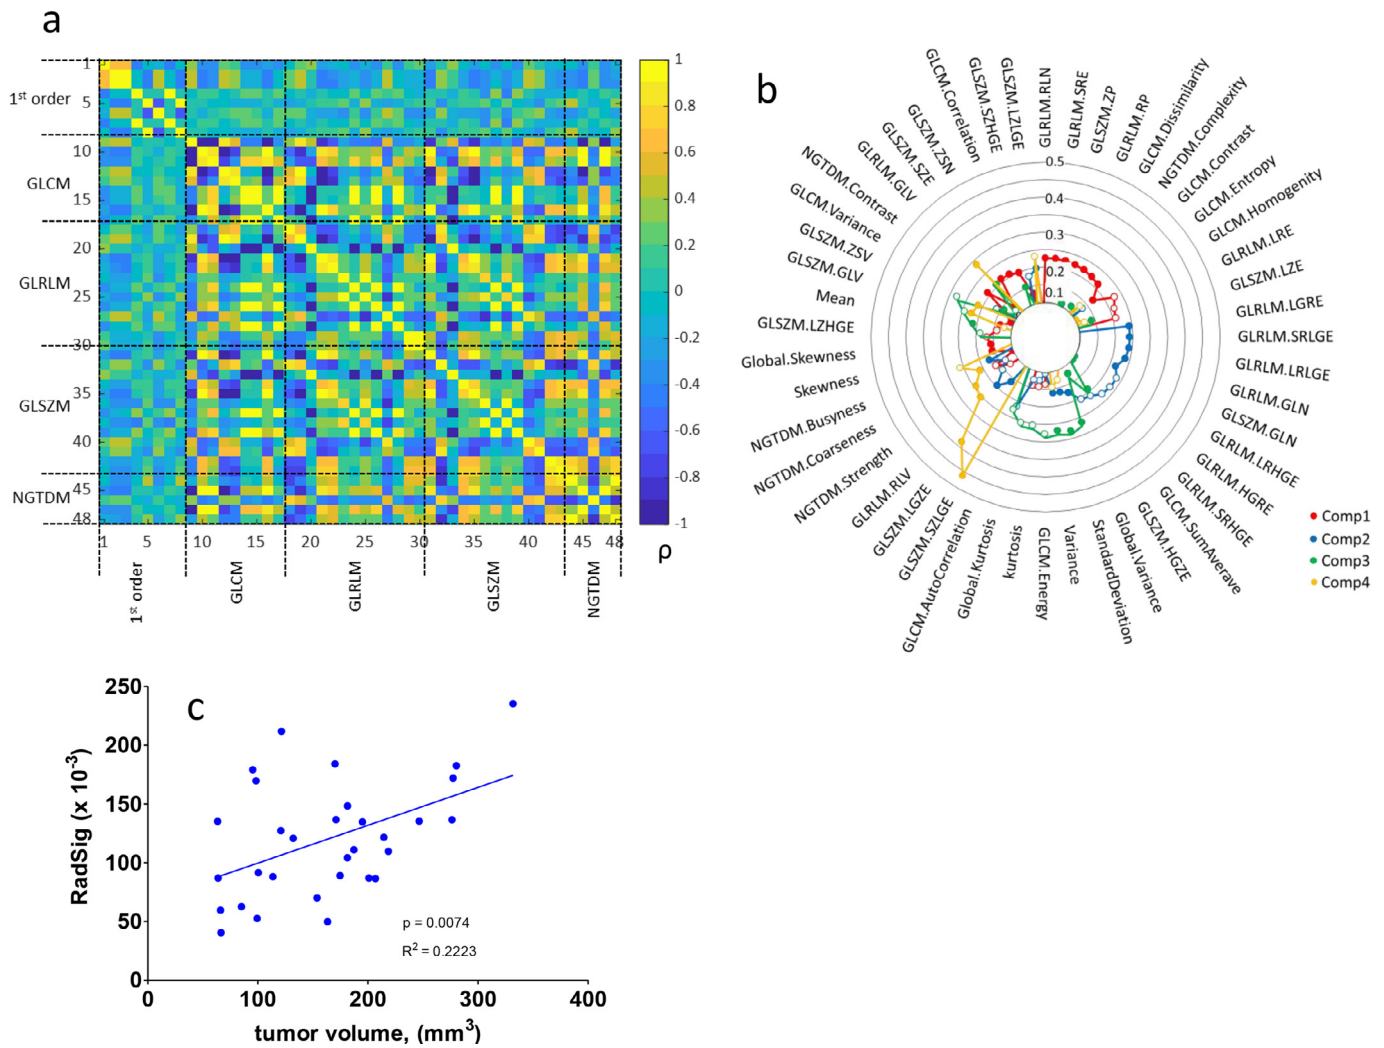 a
1
5
10
15
20
25
30
35
40
45
48
1st order
GLCM
GLRLM
GLSZM
NGTDM
1
5
10
15
20
25
30
35
40
45
48
1st order
GLCM
GLRLM
GLSZM
NGTDM
1
0.8
0.6
0.4
0.2
0
-0.2
-0.4
-0.6
-0.8
-1
ρ
b
0.5
0.4
0.3
0.2
0.1
GLRLM.RLN
GLRLM.SRE
GLSZM.ZP
GLRLM.RP
GLCM.Dissimilarity
NGTDM.Complexity
GLCM.Contrast
GLCM.Entropy
GLCM.Homogenity
GLRLM.LRE
GLSZM.LZE
GLRLM.LGRE
GLRLM.SRLGE
GLRLM.LRLGE
GLRLM.GLN
GLSZM.GLN
GLRLM.LRHGE
GLRLM.HGRE
GLRLM.SRHGE
GLCM.SumAverave
GLSZM.HGZE
Global.Variance
StandardDeviation
Variance
GLCM.Energy
kurtosis
Global.Kurtosis
GLCM.AutoCorrelation
GLSZM.SZLGE
GLSZM.LGZE
GLRLM.RLV
NGTDM.Strength
NGTDM.Coarseness
NGTDM.Busyness
Skewness
Global.Skewness
GLSZM.LZHGE
Mean
GLSZM.GLV
GLSZM.ZSV
GLCM.Variance
NGTDM.Contrast
GLRLM.GLV
GLSZM.SZE
GLSZM.ZSN
GLCM.Correlation
GLSZM.SZHGE
GLSZM.LZLGE
Comp1
Comp2
Comp3
Comp4
c
250
200
150
100
50
0
RadSig (x 10-3)
p = 0.0074
R2 = 0.2223
0
100
200
300
400
tumor volume, (mm3)